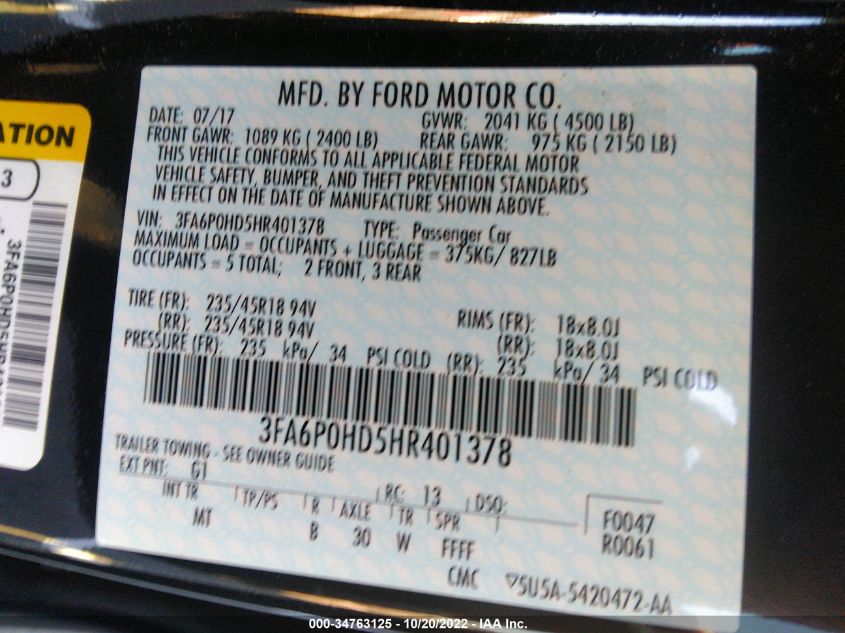 MFD. BY FORD MOTOR CO.
DATE: 07/17 GVWR: 2041 KG ( 4500 LB)
FRONT GAWR: 1089 KG ( 2400 LB) REAR GAWR: 975 KG ( 2150 LB)
THIS VEHICLE CONFORMS TO ALL APPLICABLE FEDERAL MOTOR
VEHICLE SAFETY, BUMPER, AND THEFT PREVENTION STANDARDS
IN EFFECT ON THE DATE OF MANUFACTURE SHOWN ABOVE.
VIN: 3FA6P0HD5HR401378 TYPE: Passenger Car
MAXIMUM LOAD = OCCUPANTS + LUGGAGE = 375KG/ 827LB
OCCUPANTS = 5 TOTAL; 2 FRONT, 3 REAR
TIRE (FR): 235/45R18 94V RIMS (FR): 18x8.0J
(RR): 235/45R18 94V (RR): 18x8.0J
PRESSURE (FR): 235 kPa/ 34 PSI COLD (RR): 235 kPa/ 34 PSI COLD
3FA6P0HD5HR401378
TRAILER TOWING - SEE OWNER GUIDE
EXT PNT: G1 RC: 13 DSO:
INT TR TP/PS R AXLE TR SPR
MT B 30 W FFFF
F0047
R0061
CMC ▽5U5A-5420472-AA
ATION
3
3FA6P0HD5HR40
000-34763125 - 10/20/2022 - IAA Inc.